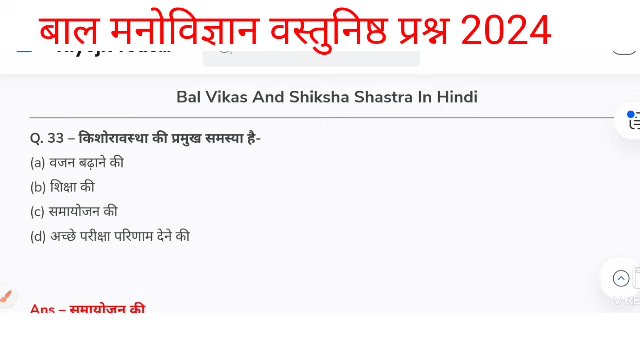 बाल मनोविज्ञान वस्तुनिष्ठ प्रश्न 2024
Bal Vikas And Shiksha Shastra In Hindi
Q. 33 – किशोरावस्था की प्रमुख समस्या है-
(a) वजन बढ़ाने की
(b) शिक्षा की
(c) समायोजन की
(d) अच्छे परीक्षा परिणाम देने की
Ans – समायोजन की